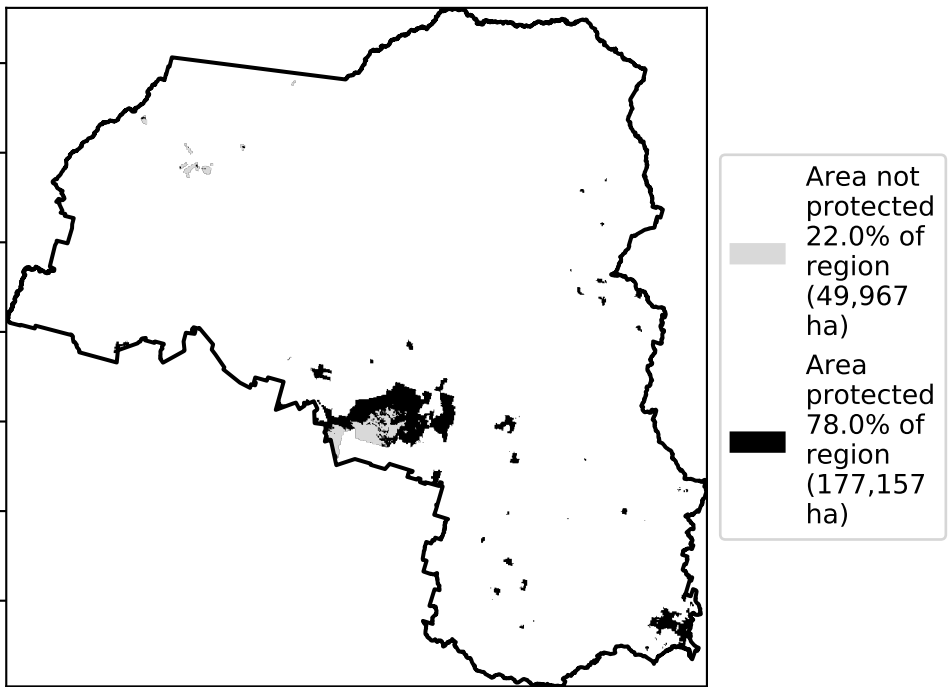 Area not
protected
22.0% of
region
(49,967
ha)
Area
protected
78.0% of
region
(177,157
ha)